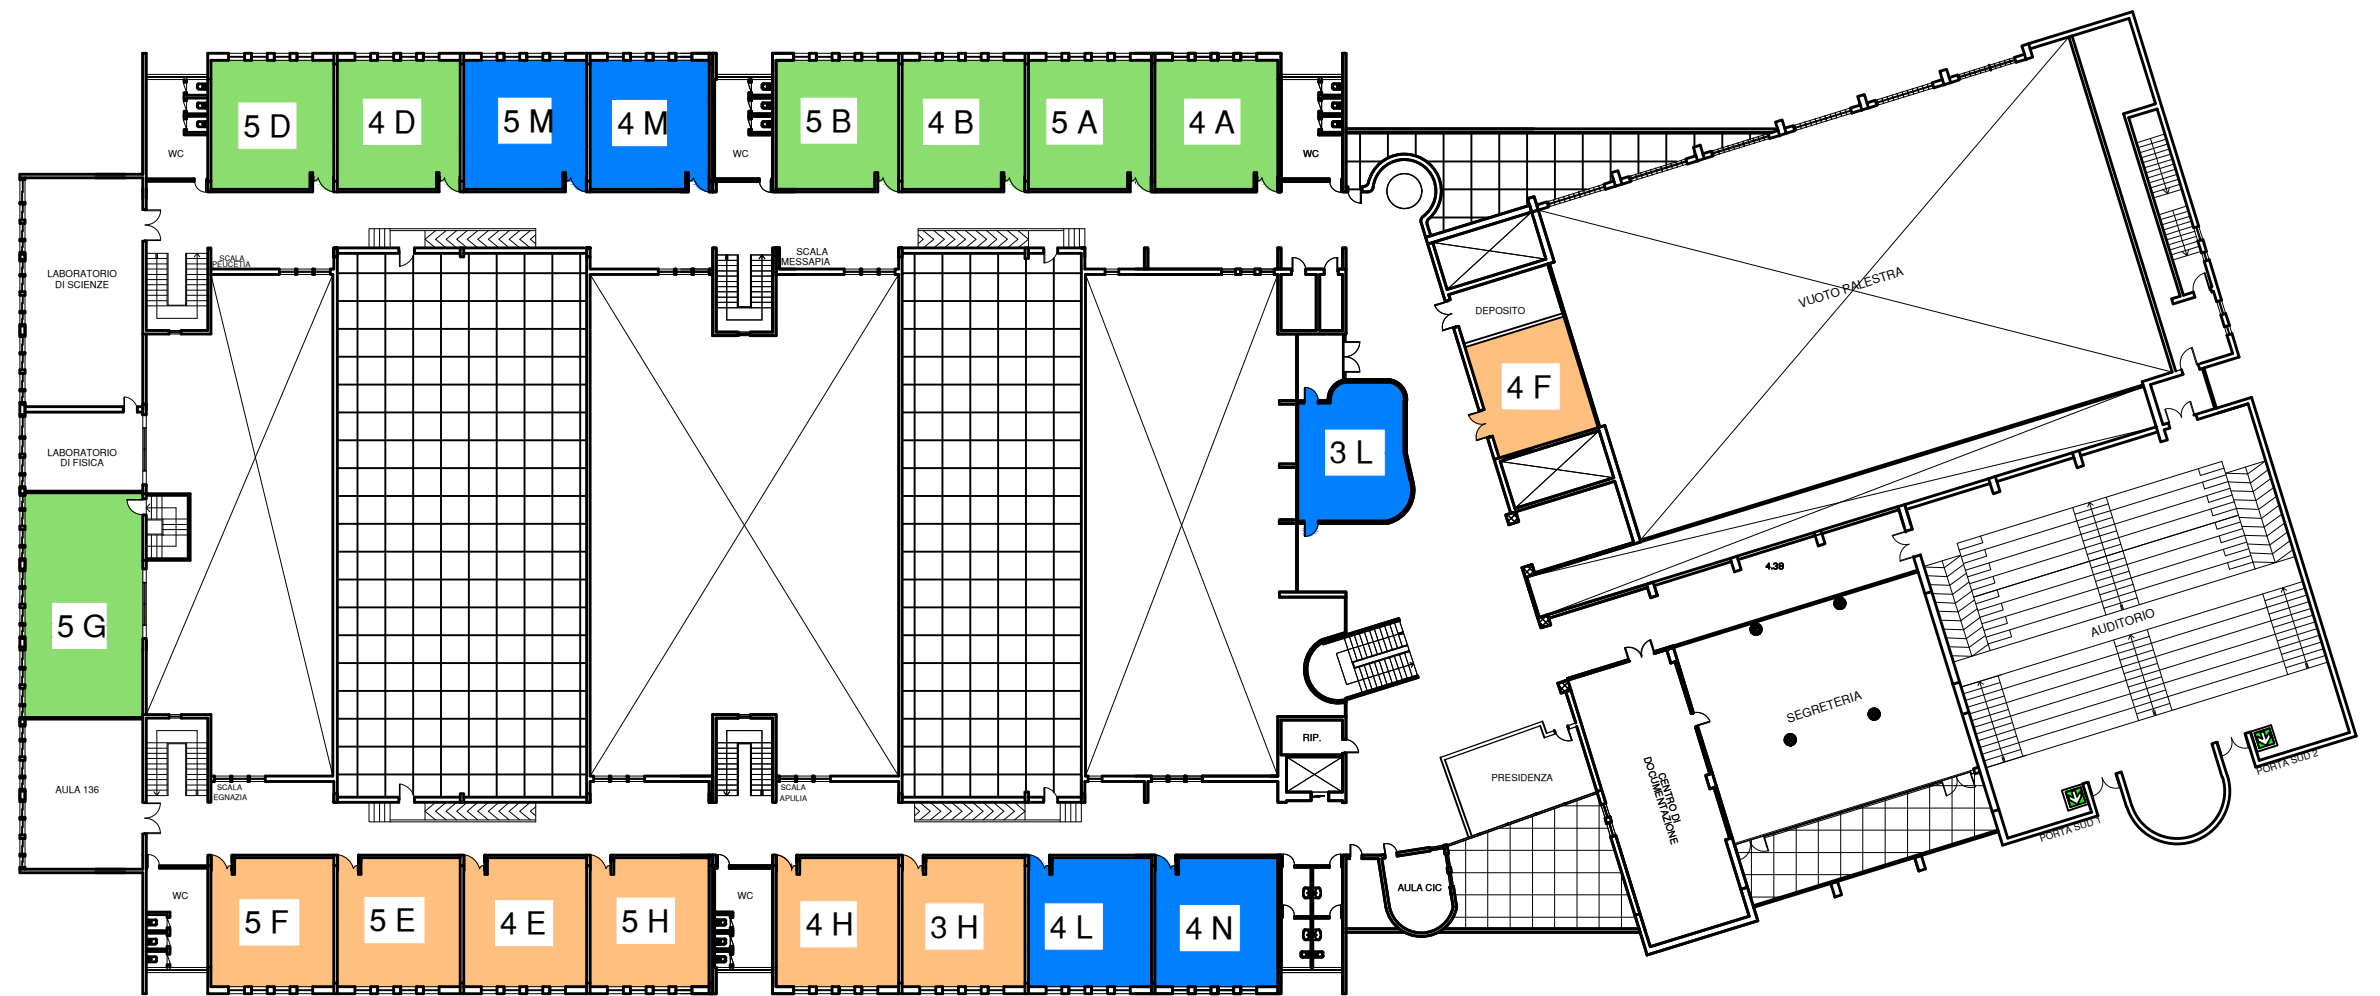 5 D
4 D
5 M
4 M
5 B
4 B
5 A
4 A
WC
WC
WC
SCALA
PEUCETIA
SCALA
MESSAPIA
LABORATORIO
DI SCIENZE
VUOTO PALESTRA
DEPOSITO
4 F
LABORATORIO
DI FISICA
3 L
5 G
4.39
AUDITORIO
SEGRETERIA
RIP.
PRESIDENZA
CENTRO DI
DOCUMENTAZIONE
PORTA SUD 2
PORTA SUD 1
AULA 136
SCALA
EGNAZIA
SCALA
APULIA
WC
WC
AULA CIC
5 F
5 E
4 E
5 H
4 H
3 H
4 L
4 N